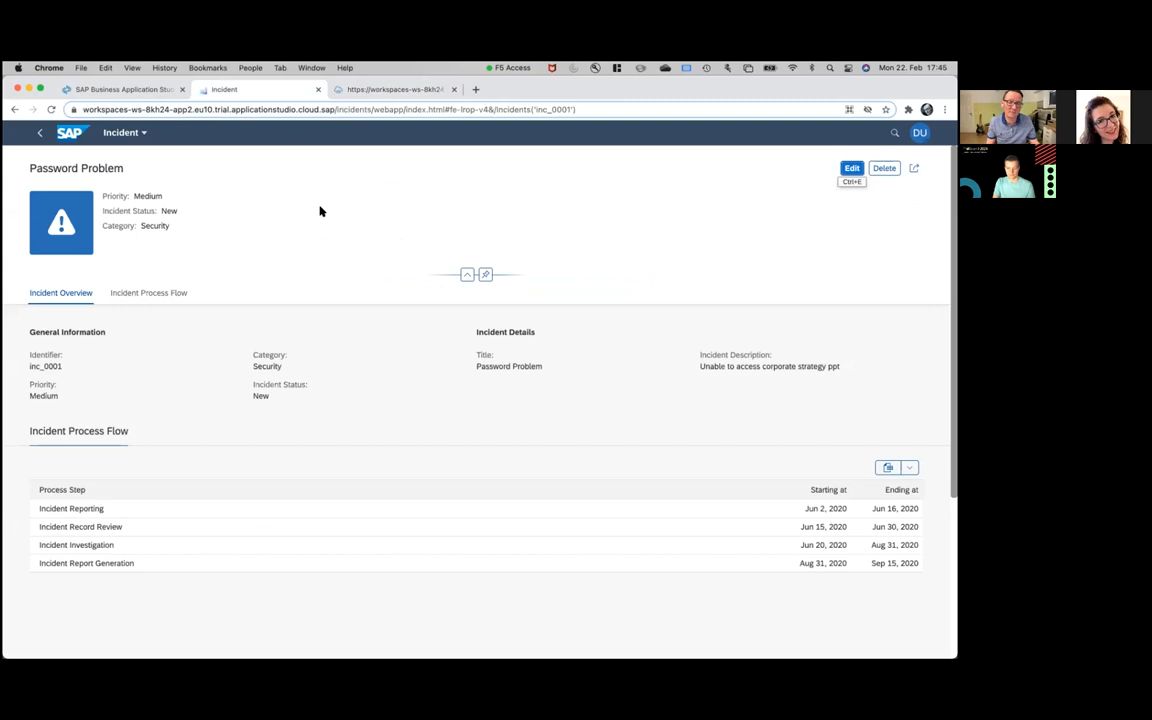 Chrome File Edit View History Bookmarks People Tab Window Help F5 Access Mon 22. Feb 17:45
SAP Business Application Stu Incident https://workspaces-ws-8kh24-
workspaces-ws-8kh24-app2.eu10.trial.applicationstudio.cloud.sap/incidents/webapp/index.html#fe-lrop-v4&/Incidents('inc_0001')
SAP Incident DU
Password Problem Edit Delete
Ctrl+E
Priority: Medium
Incident Status: New
Category: Security
Incident Overview Incident Process Flow
General Information Incident Details
Identifier: Category: Title: Incident Description:
inc_0001 Security Password Problem Unable to access corporate strategy ppt
Priority: Incident Status:
Medium New
Incident Process Flow
Process Step Starting at Ending at
Incident Reporting Jun 2, 2020 Jun 16, 2020
Incident Record Review Jun 15, 2020 Jun 30, 2020
Incident Investigation Jun 20, 2020 Aug 31, 2020
Incident Report Generation Aug 31, 2020 Sep 15, 2020